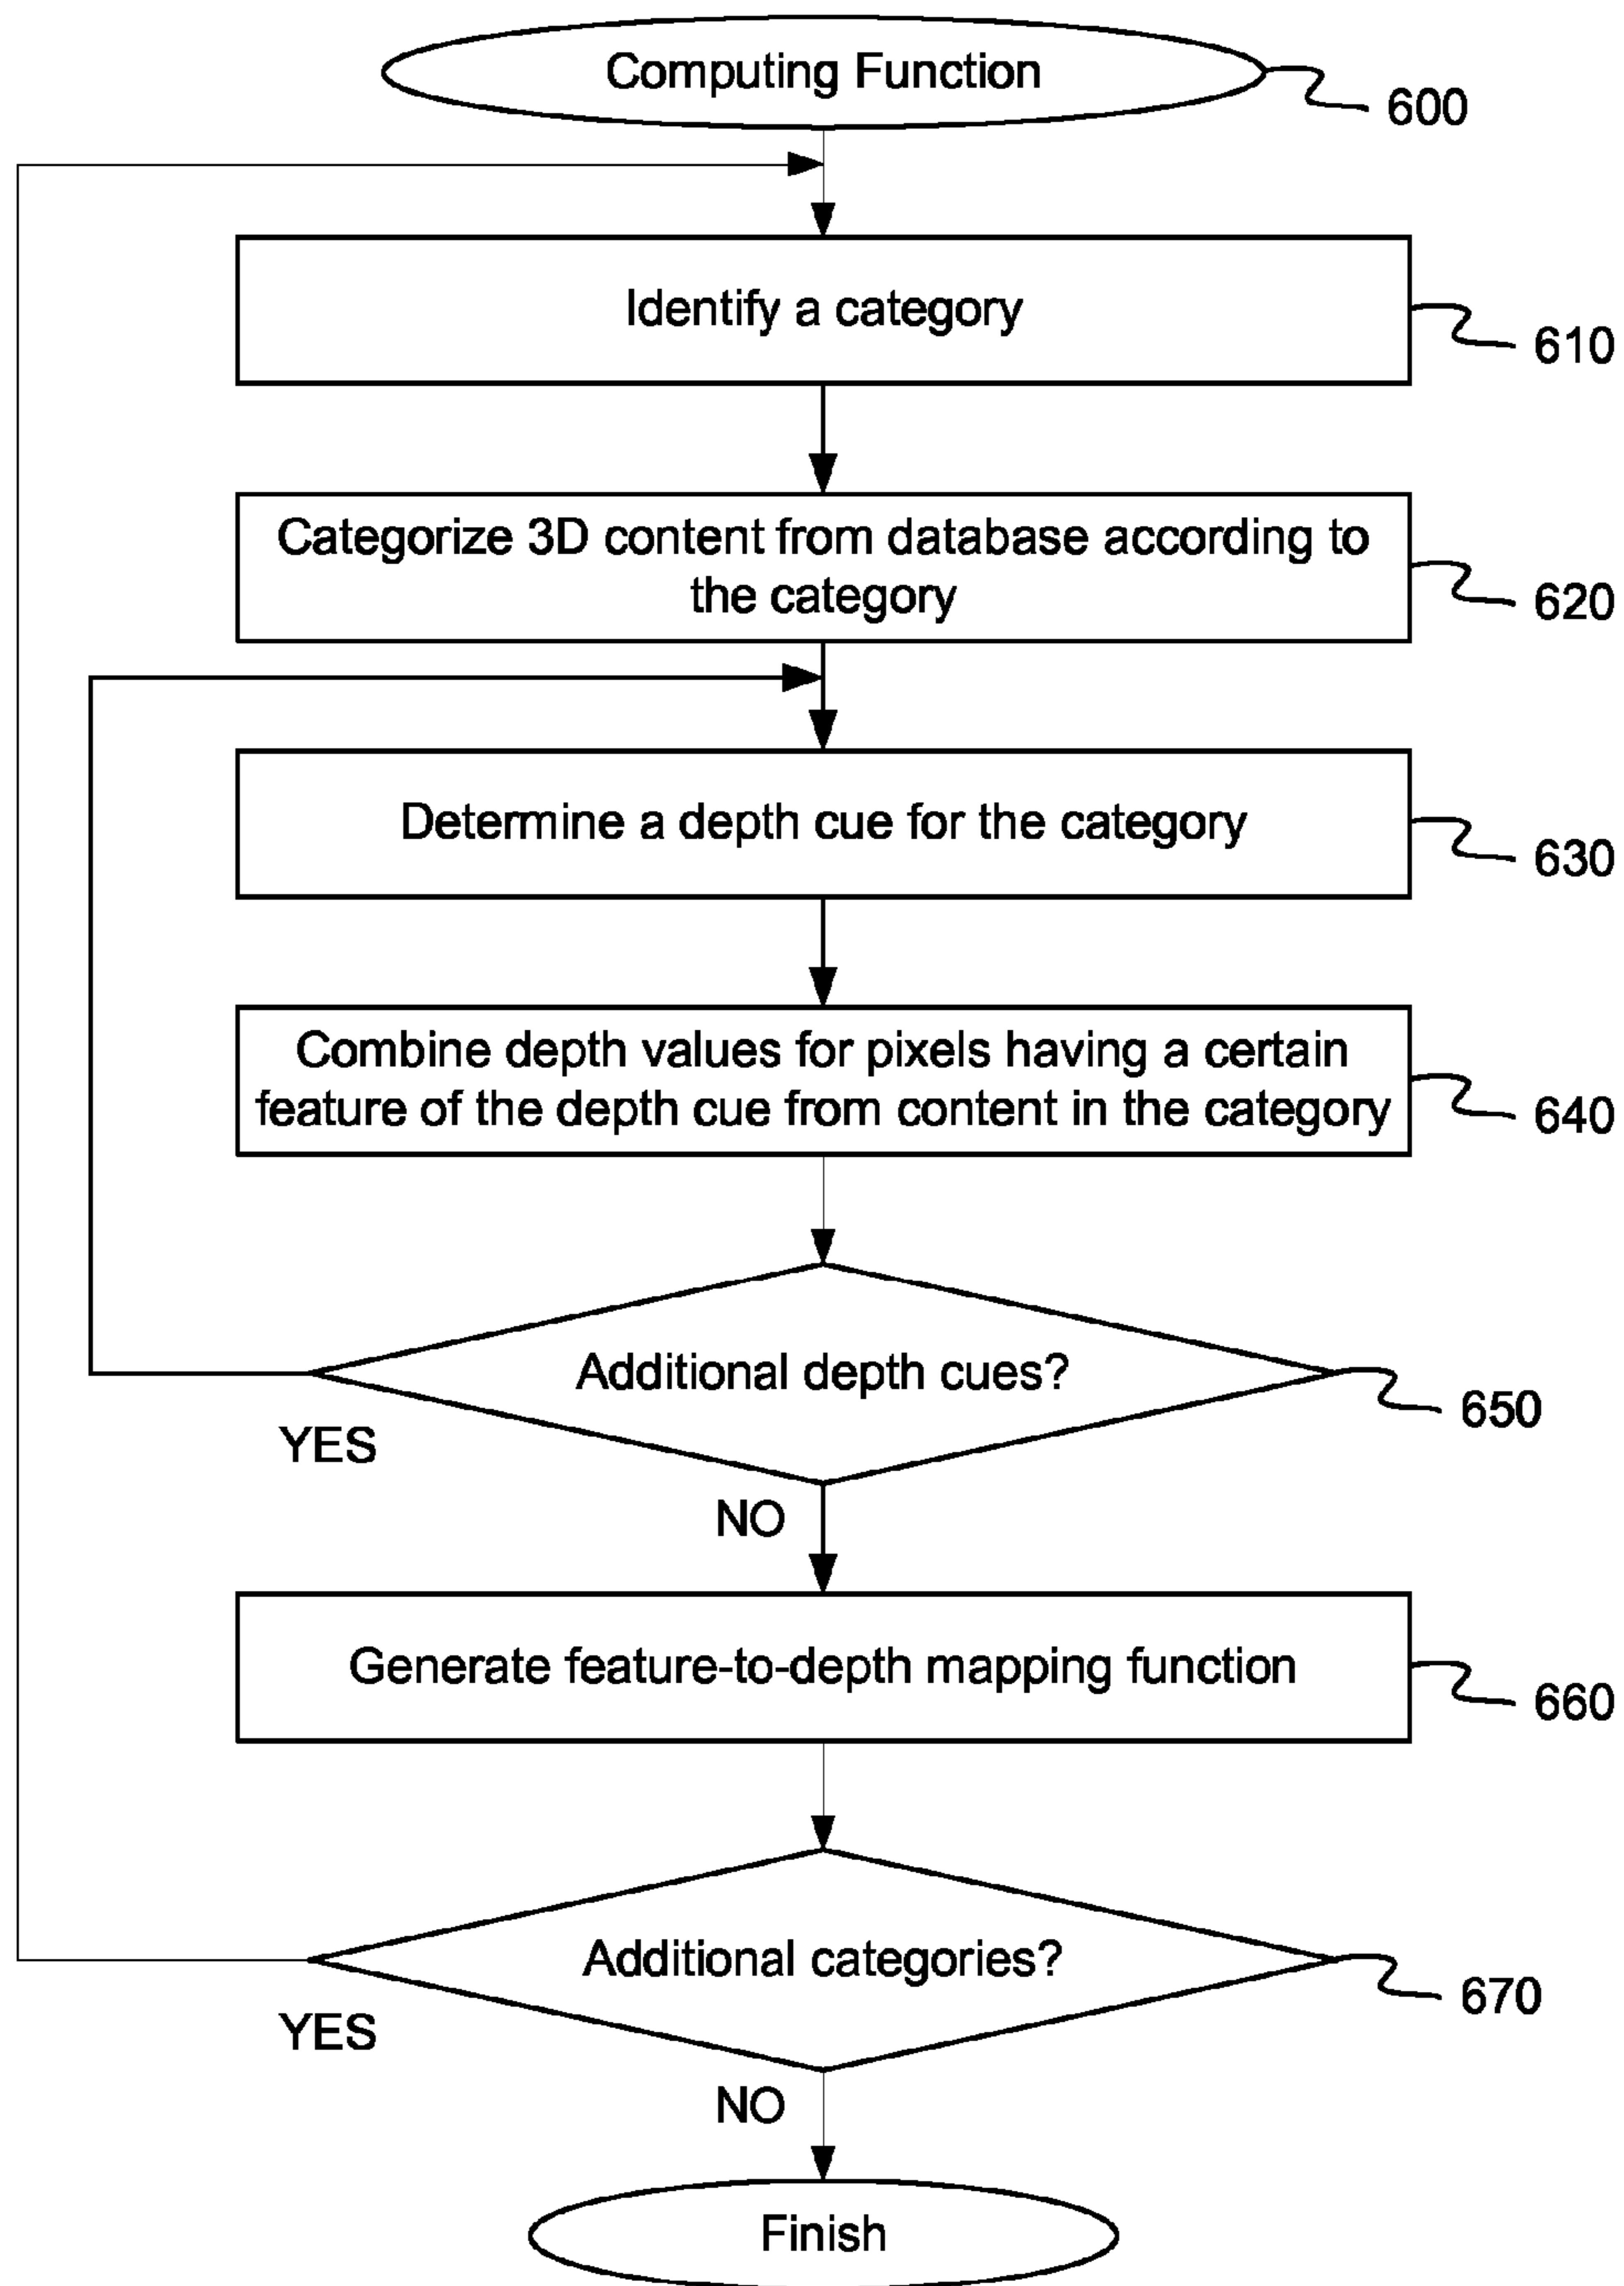 Computing Function
600
Identify a category
610
Categorize 3D content from database according to
the category
620
Determine a depth cue for the category
630
Combine depth values for pixels having a certain
feature of the depth cue from content in the category
640
Additional depth cues?
650
YES
NO
Generate feature-to-depth mapping function
660
Additional categories?
670
YES
NO
Finish